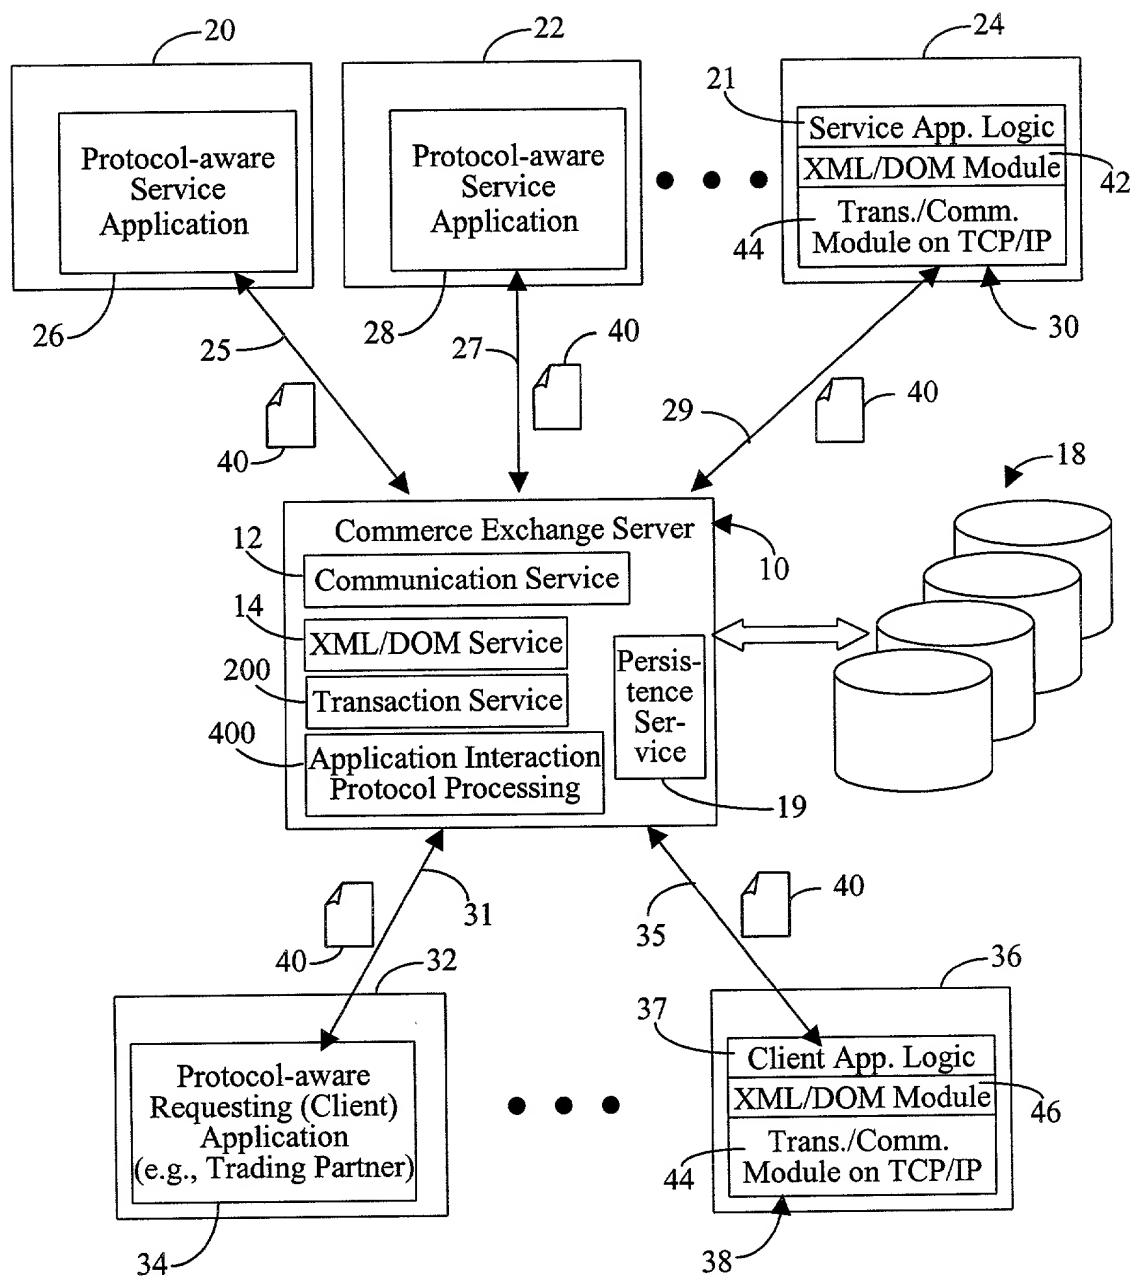 20
22
24
Protocol-aware
Service
Application
Protocol-aware
Service
Application
21
Service App. Logic
XML/DOM Module
42
44
Trans./Comm.
Module on TCP/IP
26
25
28
27
40
30
40
29
40
18
Commerce Exchange Server
10
12
Communication Service
14
XML/DOM Service
200
Transaction Service
400
Application Interaction
Protocol Processing
Persis-
tence
Ser-
vice
19
31
40
35
40
32
36
Protocol-aware
Requesting (Client)
Application
(e.g., Trading Partner)
37
Client App. Logic
XML/DOM Module
46
44
Trans./Comm.
Module on TCP/IP
34
38